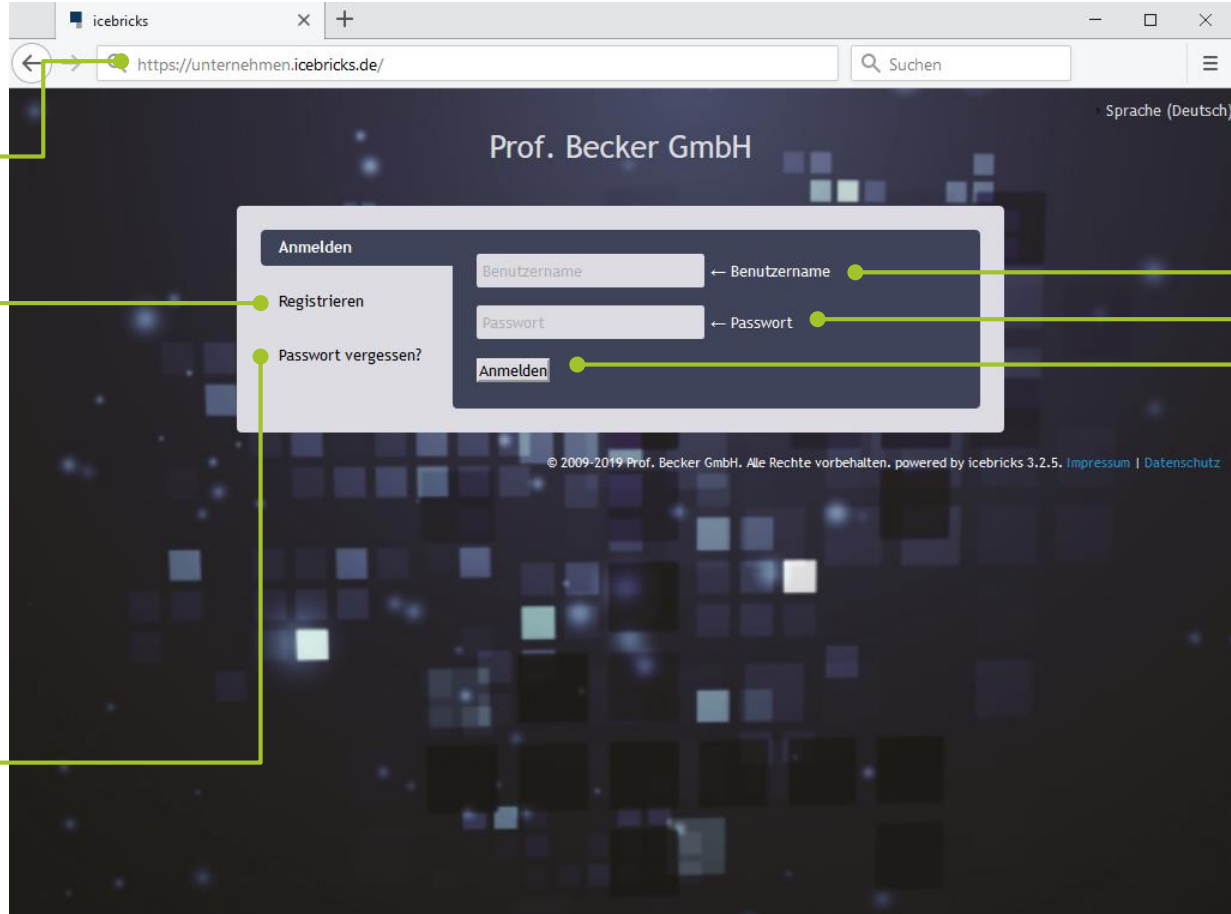 icebricks
https://unternehmen.icebricks.de/
Suchen
Sprache (Deutsch)
Prof. Becker GmbH
Anmelden
Benutzername ← Benutzername
Registrieren
Passwort ← Passwort
Passwort vergessen?
Anmelden
© 2009-2019 Prof. Becker GmbH. Alle Rechte vorbehalten. powered by icebricks 3.2.5. Impressum | Datenschutz